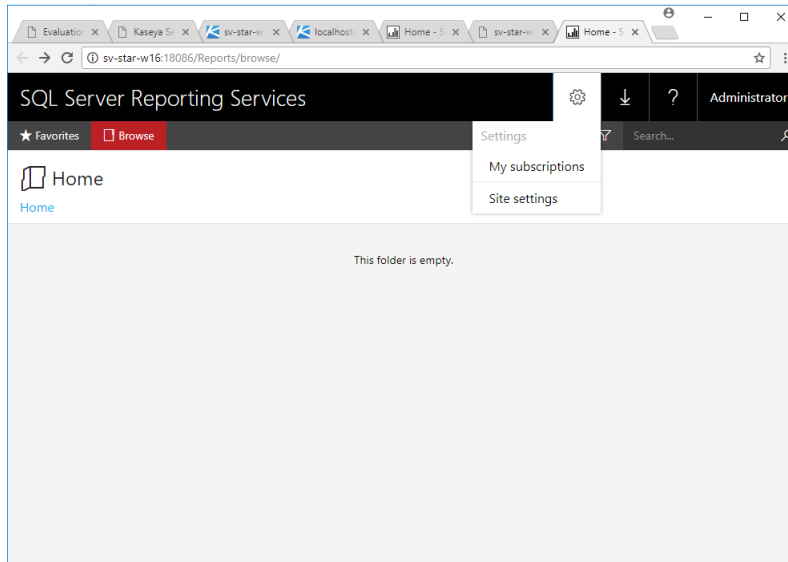 Evaluation
Kaseya Se
sv-star-w
localhost
Home - S
sv-star-w
Home - S
sv-star-w16:18086/Reports/browse/
SQL Server Reporting Services
?
Administrator
Favorites
Browse
Settings
Search...
My subscriptions
Home
Site settings
Home
This folder is empty.